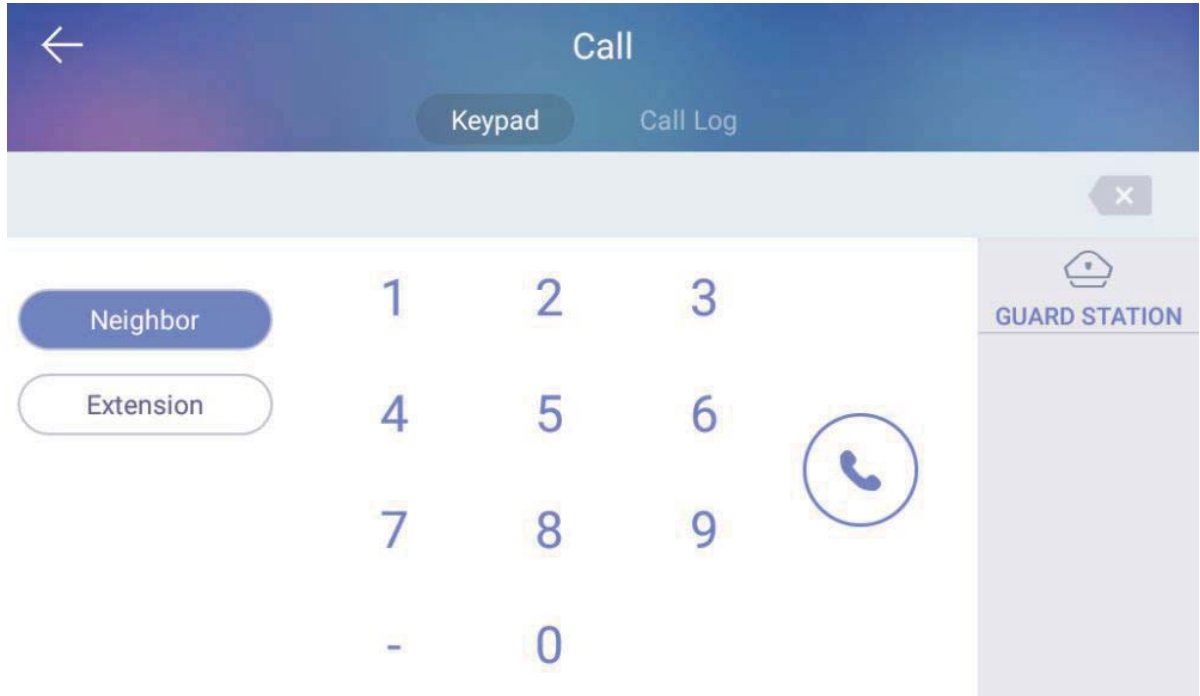 Call
Keypad Call Log
Neighbor
Extension
1 2 3
4 5 6
7 8 9
- 0
GUARD STATION